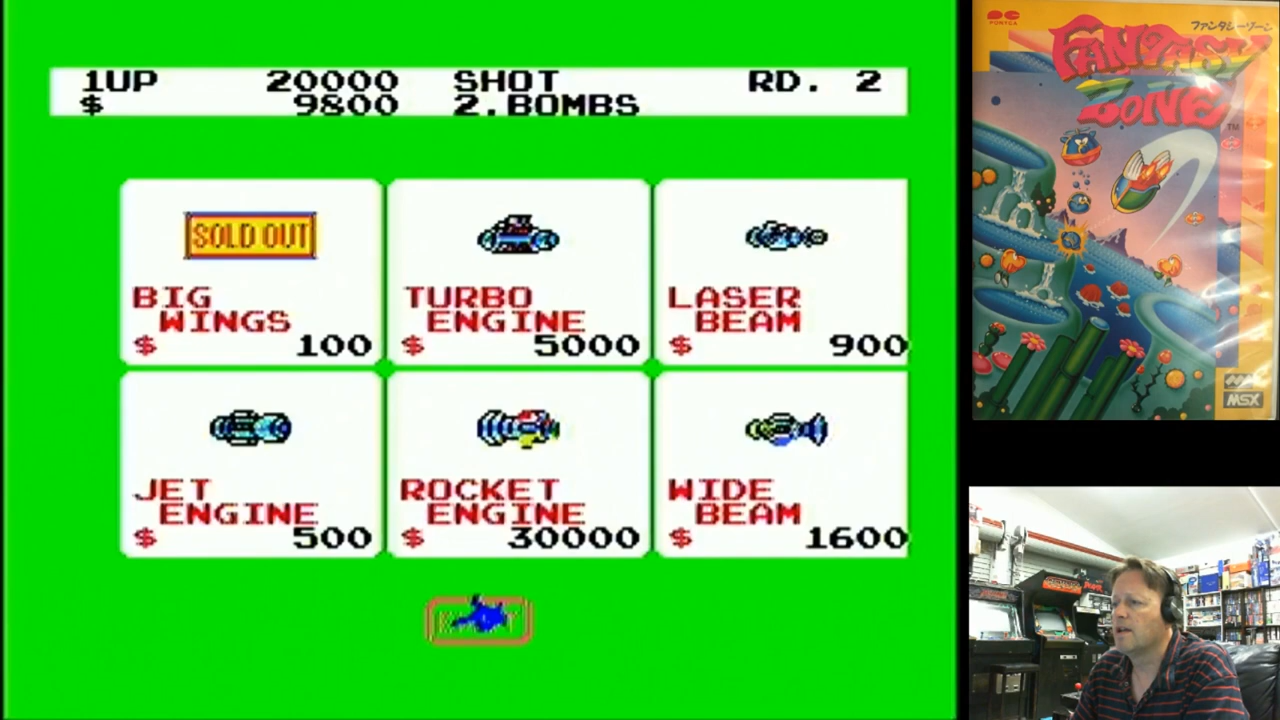 1UP 20000 SHOT RD. 2
$ 9800 2.BOMBS
SOLD OUT
BIG WINGS
$ 100
TURBO ENGINE
$ 5000
LASER BEAM
$ 900
JET ENGINE
$ 500
ROCKET ENGINE
$ 30000
WIDE BEAM
$ 1600
ファンタジーゾーン
FANTASY
ZONE
TM
MSX